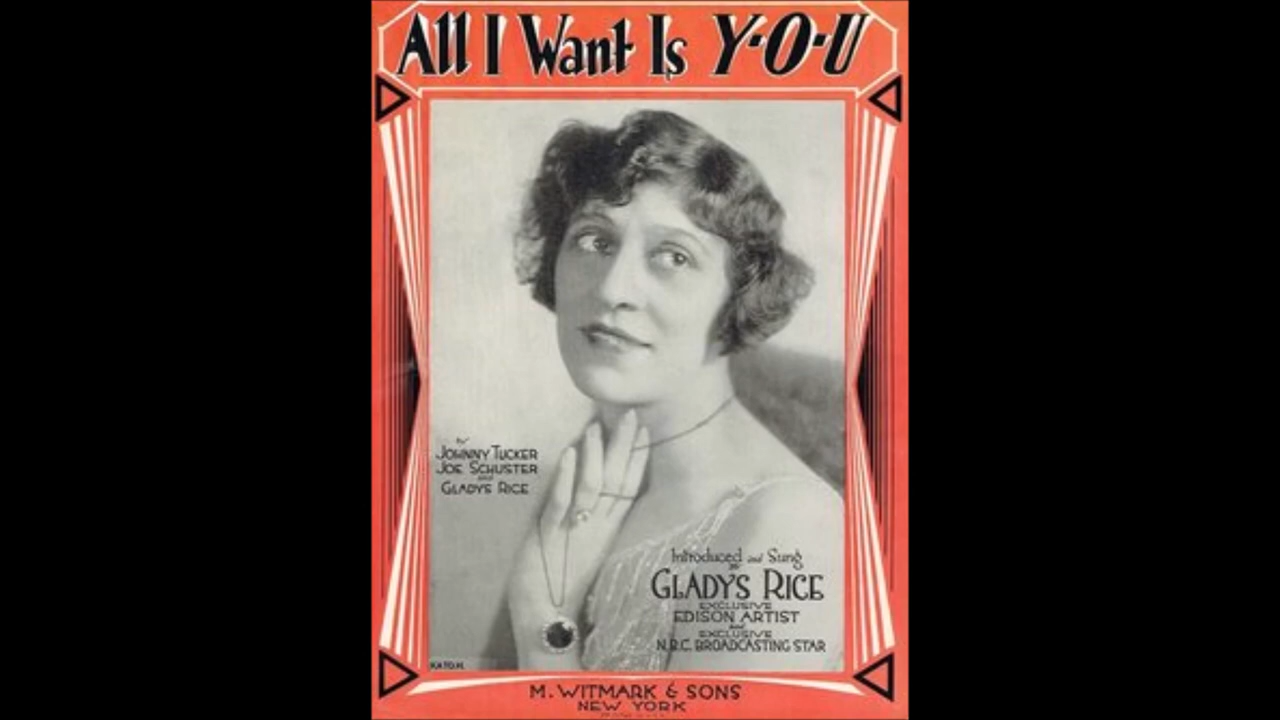 All I Want Is Y-O-U
by
JOHNNY TUCKER
JOE SCHUSTER
and
GLADYS RICE
Introduced and Sung
by
GLADYS RICE
EXCLUSIVE
EDISON ARTIST
and
EXCLUSIVE
N.B.C. BROADCASTING STAR
M. WITMARK & SONS
NEW YORK